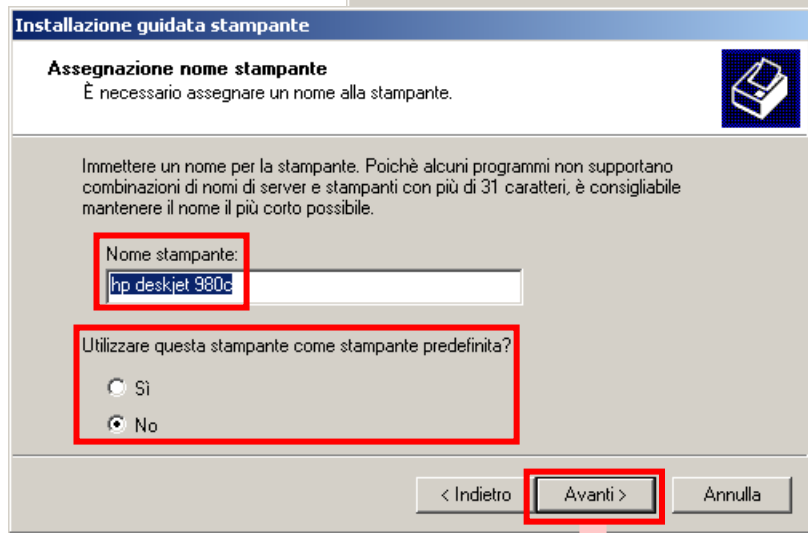 Installazione guidata stampante
Assegnazione nome stampante
È necessario assegnare un nome alla stampante.
Immettere un nome per la stampante. Poichè alcuni programmi non supportano
combinazioni di nomi di server e stampanti con più di 31 caratteri, è consigliabile
mantenere il nome il più corto possibile.
Nome stampante:
hp deskjet 980c
Utilizzare questa stampante come stampante predefinita?
Sì
No
< Indietro Avanti > Annulla